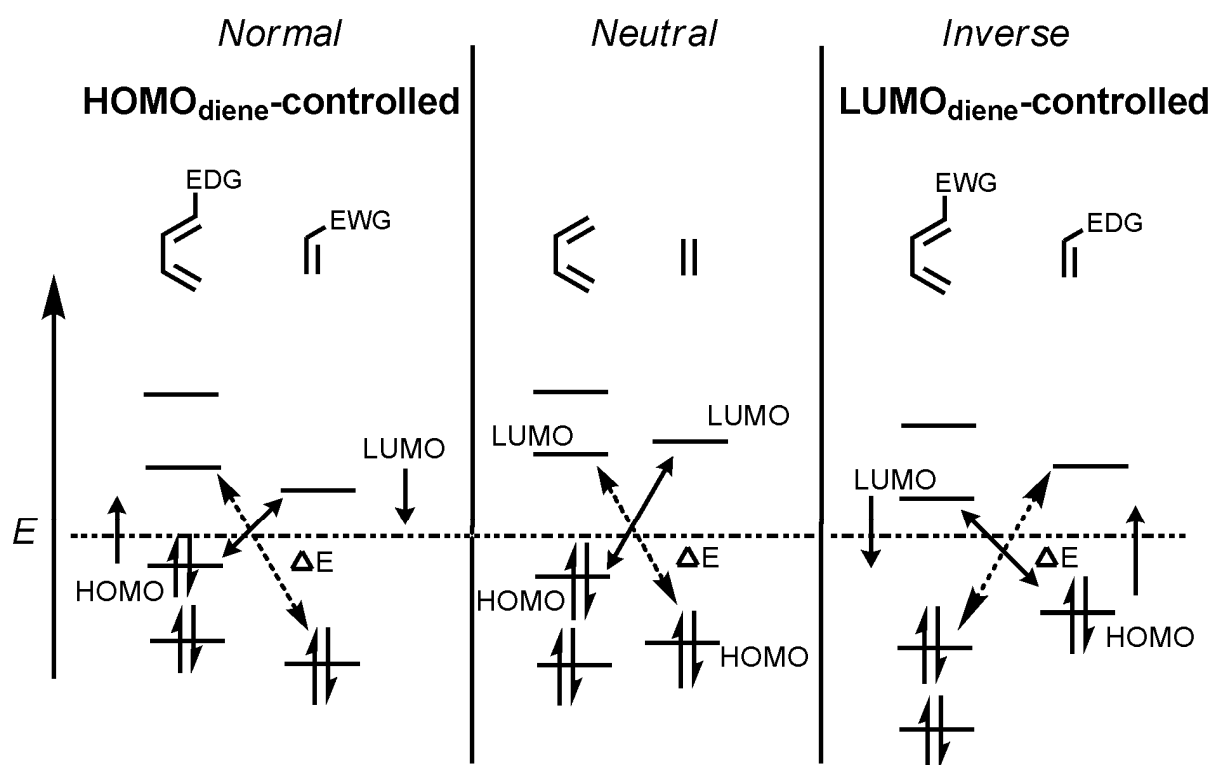 Normal
Neutral
Inverse
HOMOdiene-controlled
LUMOdiene-controlled
EDG
EWG
EWG
EDG
LUMO
HOMO
ΔE
LUMO
LUMO
HOMO
ΔE
HOMO
LUMO
ΔE
HOMO
E